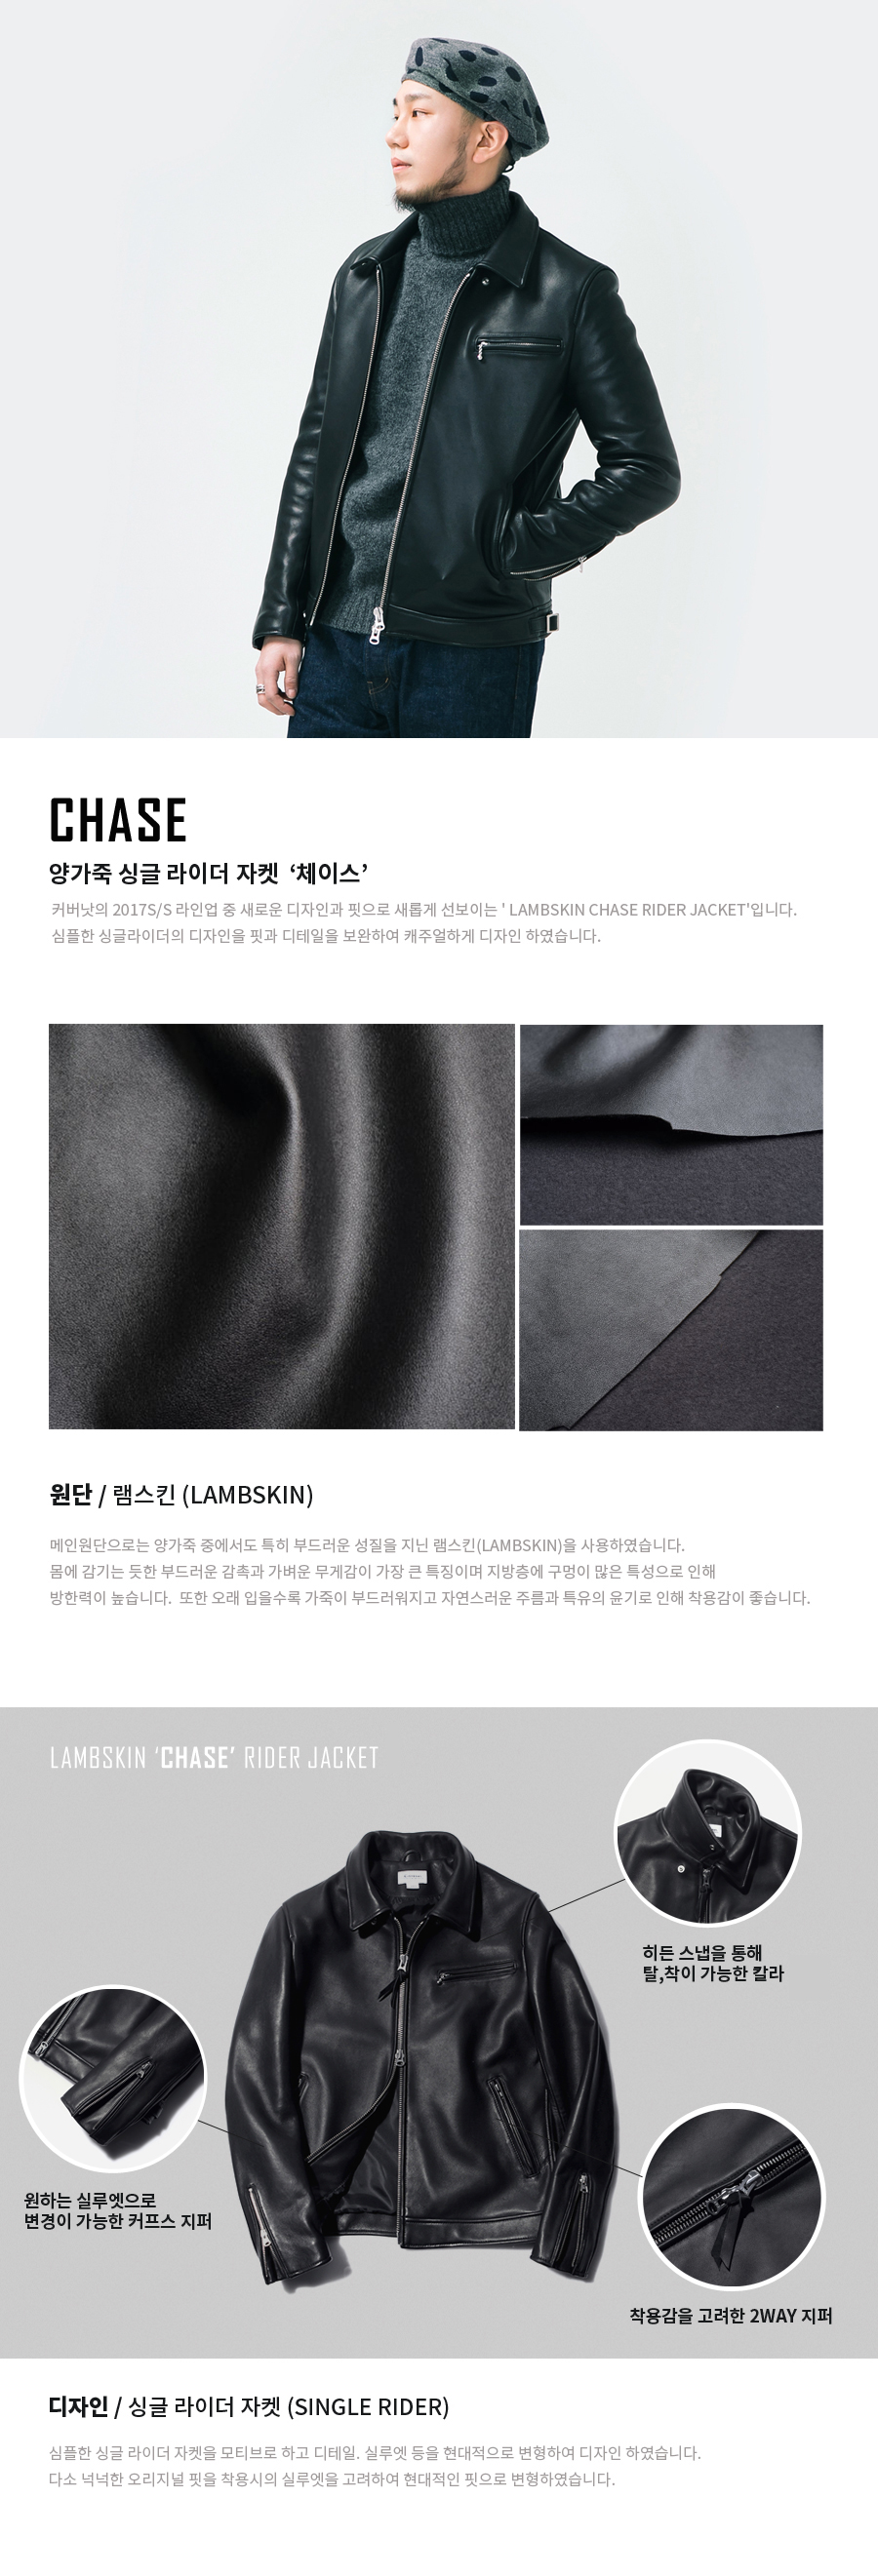 CHASE
양가죽 싱글 라이더 자켓 ‘체이스’
커버낫의 2017S/S 라인업 중 새로운 디자인과 핏으로 새롭게 선보이는 ' LAMBSKIN CHASE RIDER JACKET'입니다.
심플한 싱글라이더의 디자인을 핏과 디테일을 보완하여 캐주얼하게 디자인 하였습니다.
원단 / 램스킨 (LAMBSKIN)
메인원단으로는 양가죽 중에서도 특히 부드러운 성질을 지닌 램스킨(LAMBSKIN)을 사용하였습니다.
몸에 감기는 듯한 부드러운 감촉과 가벼운 무게감이 가장 큰 특징이며 지방층에 구멍이 많은 특성으로 인해
방한력이 높습니다. 또한 오래 입을수록 가죽이 부드러워지고 자연스러운 주름과 특유의 윤기로 인해 착용감이 좋습니다.
LAMBSKIN ‘CHASE’ RIDER JACKET
히든 스냅을 통해
탈,착이 가능한 칼라
원하는 실루엣으로
변경이 가능한 커프스 지퍼
착용감을 고려한 2WAY 지퍼
디자인 / 싱글 라이더 자켓 (SINGLE RIDER)
심플한 싱글 라이더 자켓을 모티브로 하고 디테일. 실루엣 등을 현대적으로 변형하여 디자인 하였습니다.
다소 넉넉한 오리지널 핏을 착용시의 실루엣을 고려하여 현대적인 핏으로 변형하였습니다.